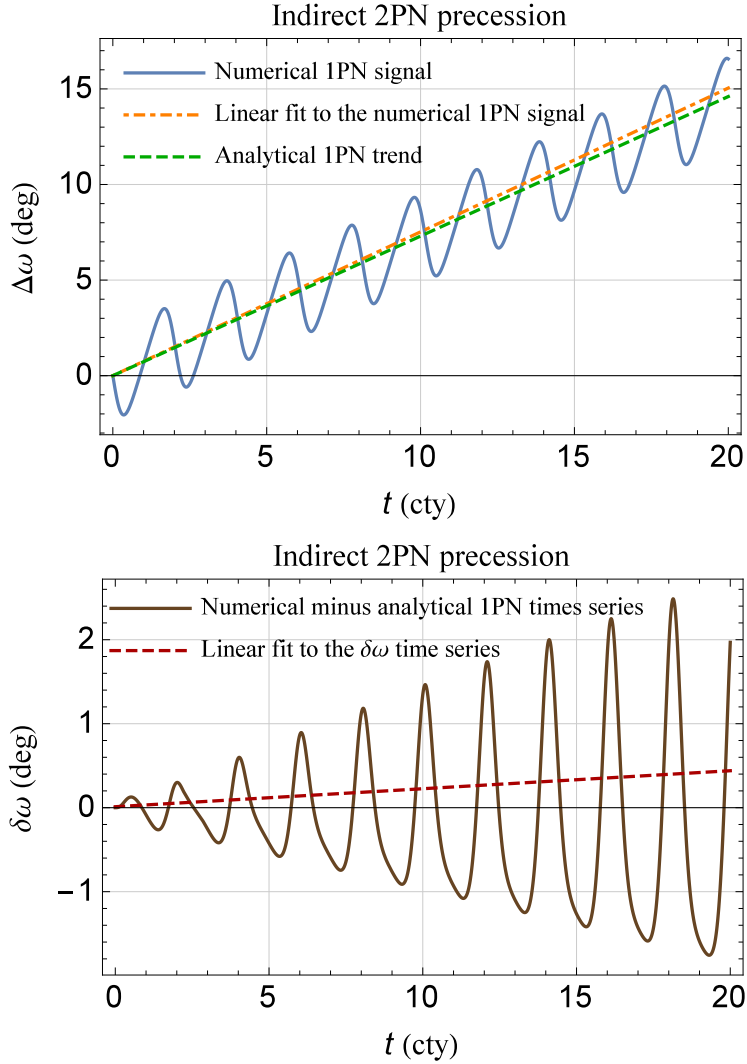 Indirect 2PN precession
Numerical 1PN signal
Linear fit to the numerical 1PN signal
Analytical 1PN trend
Δω (deg)
15
10
5
0
0 5 10 15 20
t (cty)
Indirect 2PN precession
Numerical minus analytical 1PN times series
Linear fit to the δω time series
δω (deg)
2
1
0
-1
0 5 10 15 20
t (cty)